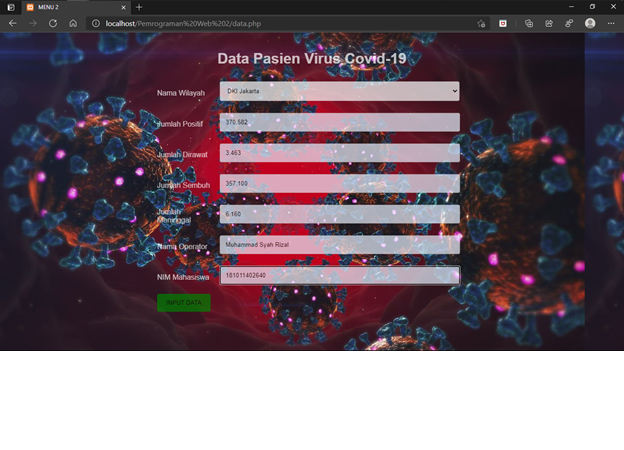 MENU 2
localhost/Pemrograman%20Web%202/data.php
Data Pasien Virus Covid-19
Nama Wilayah
DKI Jakarta
Jumlah Positif
370.582
Jumlah Dirawat
3.463
Jumlah Sembuh
357.100
Jumlah
Meninggal
6.160
Nama Operator
Muhammad Syah Rizal
NIM Mahasiswa
181011402640
INPUT DATA